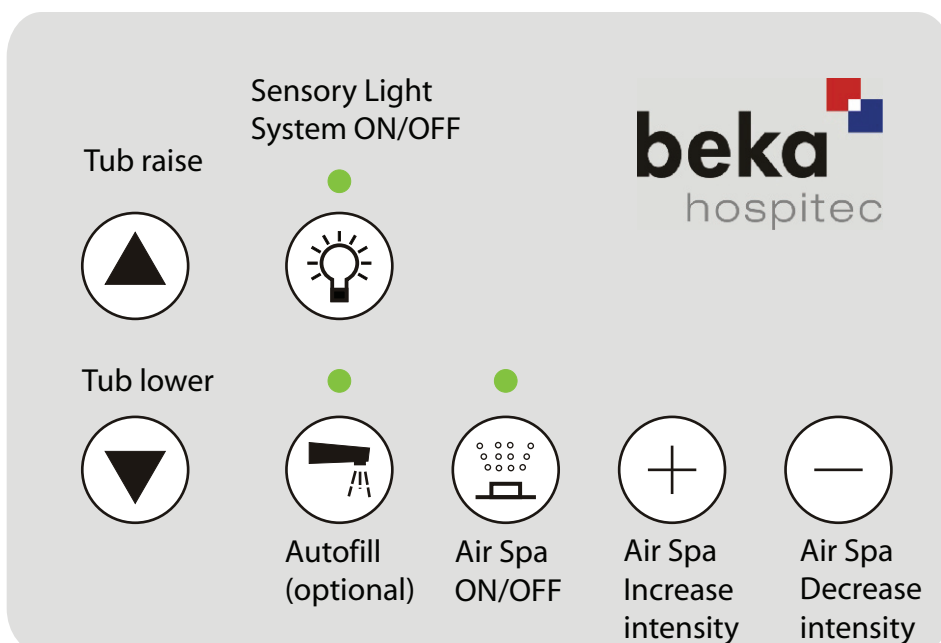 Sensory Light
System ON/OFF
beka
hospitec
Tub raise
Tub lower
Autofill
(optional)
Air Spa
ON/OFF
Air Spa
Increase
intensity
Air Spa
Decrease
intensity